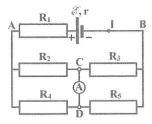 ℰ, r
A R₁ + − I B
R₂ C R₃
A
R₄ D R₅